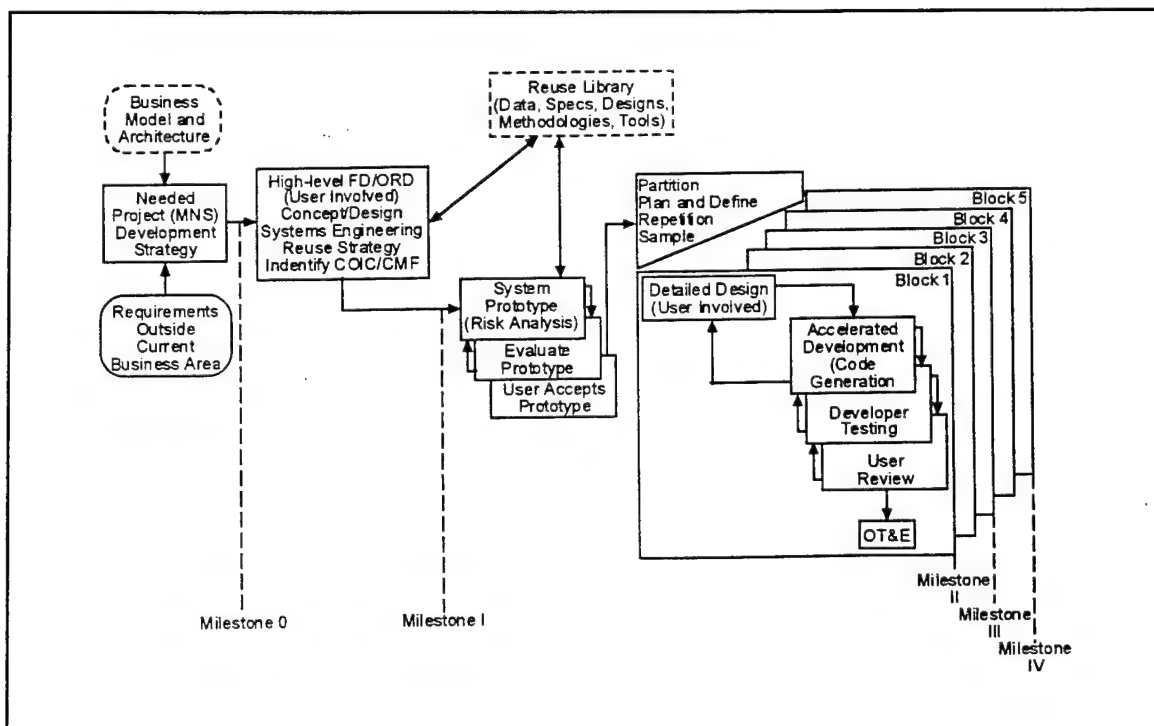 Business
Model and
Architecture
Needed
Project (MNS)
Development
Strategy
Requirements
Outside
Current
Business Area
High-level FD/ORD
(User Involved)
Concept/Design
Systems Engineering
Reuse Strategy
Indentify COIC/CMF
Reuse Library
(Data, Specs, Designs,
Methodologies, Tools)
System
Prototype
(Risk Analysis)
Evaluate
Prototype
User Accepts
Prototype
Partition
Plan and Define
Repetition
Sample
Block 5
Block 4
Block 3
Block 2
Block 1
Detailed Design
(User Involved)
Accelerated
Development
(Code
Generation
Developer
Testing
User
Review
OT&E
Milestone 0
Milestone I
Milestone
II
Milestone
III
Milestone
IV